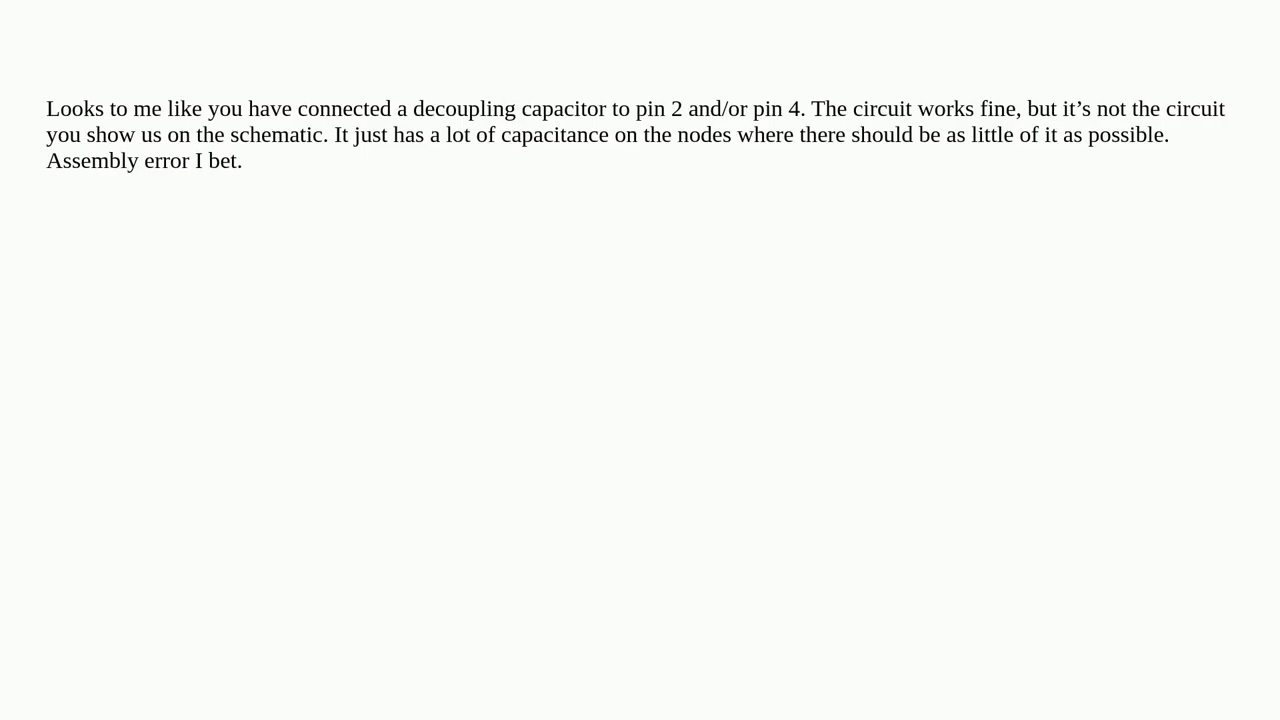 Looks to me like you have connected a decoupling capacitor to pin 2 and/or pin 4. The circuit works fine, but it’s not the circuit
you show us on the schematic. It just has a lot of capacitance on the nodes where there should be as little of it as possible.
Assembly error I bet.